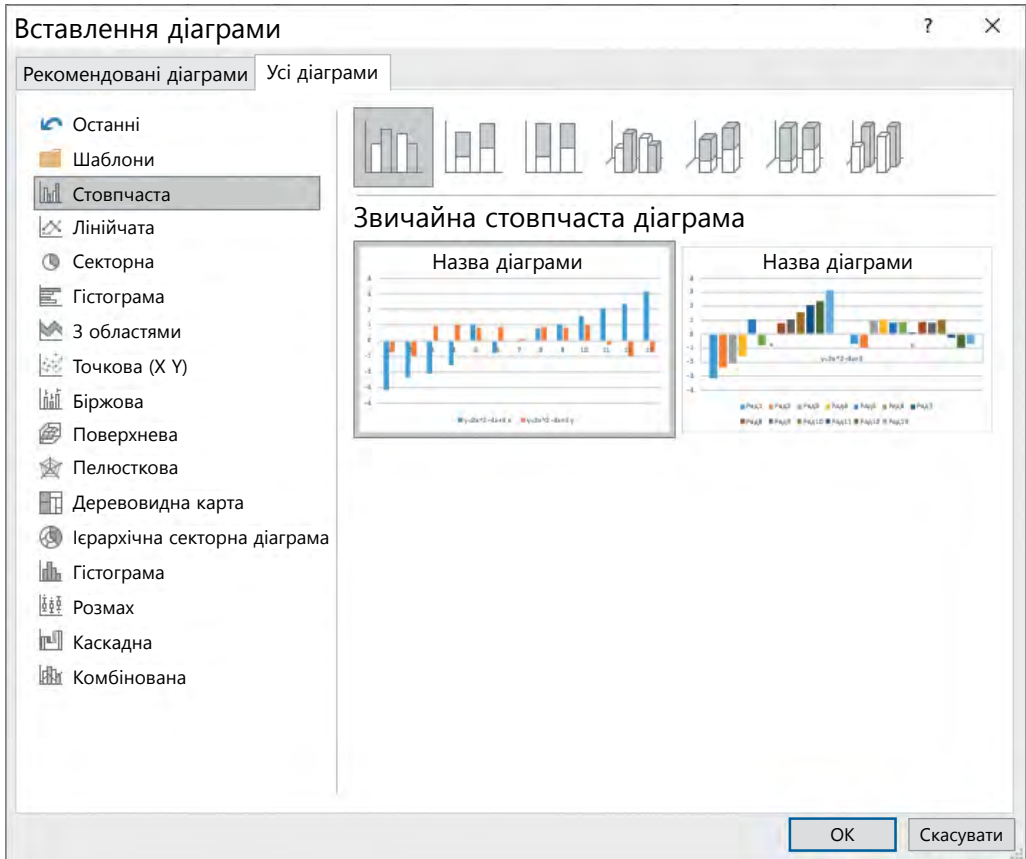 Вставлення діаграми
?
Рекомендовані діаграми
Усі діаграми
Останні
Шаблони
Стовпчаста
Лінійчата
Секторна
Гістограма
З областями
Точкова (X Y)
Біржова
Поверхнева
Пелюсткова
Деревовидна карта
Ієрархічна секторна діаграма
Гістограма
Розмах
Каскадна
Комбінована
Звичайна стовпчаста діаграма
Назва діаграми
Назва діаграми
ОК
Скасувати